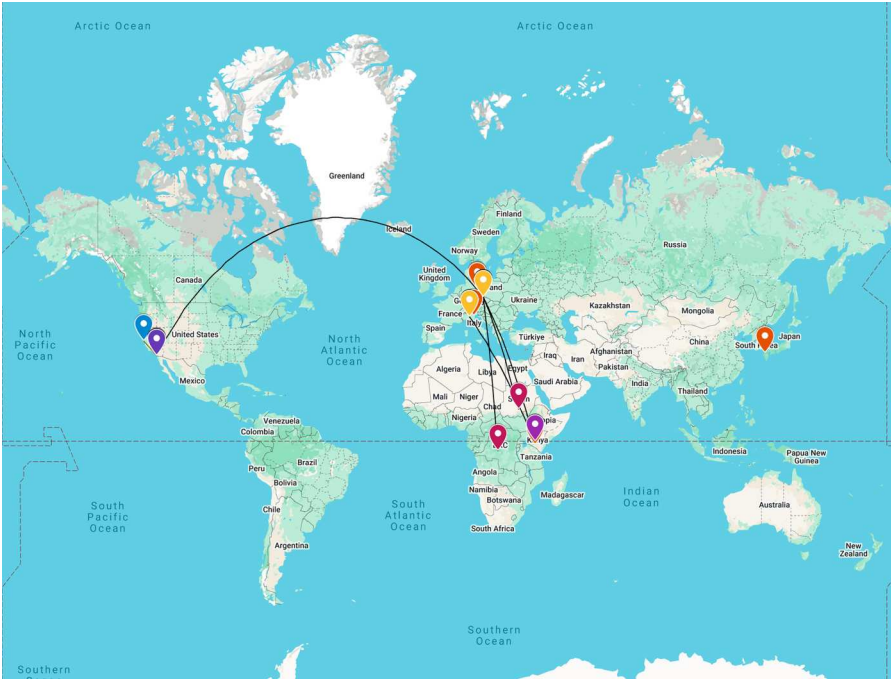 Arctic Ocean
Arctic Ocean
Greenland
Iceland
Finland
Sweden
Norway
Russia
Canada
United
Kingdom
land
Ukraine
Kazakhstan
Mongolia
France
Italy
Spain
Türkiye
North
Pacific
Ocean
United States
North
Atlantic
Ocean
China
Japan
South
Afghanistan
Iraq
Iran
Pakistan
Algeria
Libya
Egypt
Saudi Arabia
India
Mexico
Mali
Niger
Chad
Thailand
Nigeria
Venezuela
Colombia
Kenya
Tanzania
Indonesia
Papua New
Guinea
Peru
Brazil
Bolivia
Angola
Namibia
Botswana
Madagascar
Indian
Ocean
South
Pacific
Ocean
Chile
South
Atlantic
Ocean
South Africa
Australia
Argentina
New
Zealand
Southern
Ocean
Southern